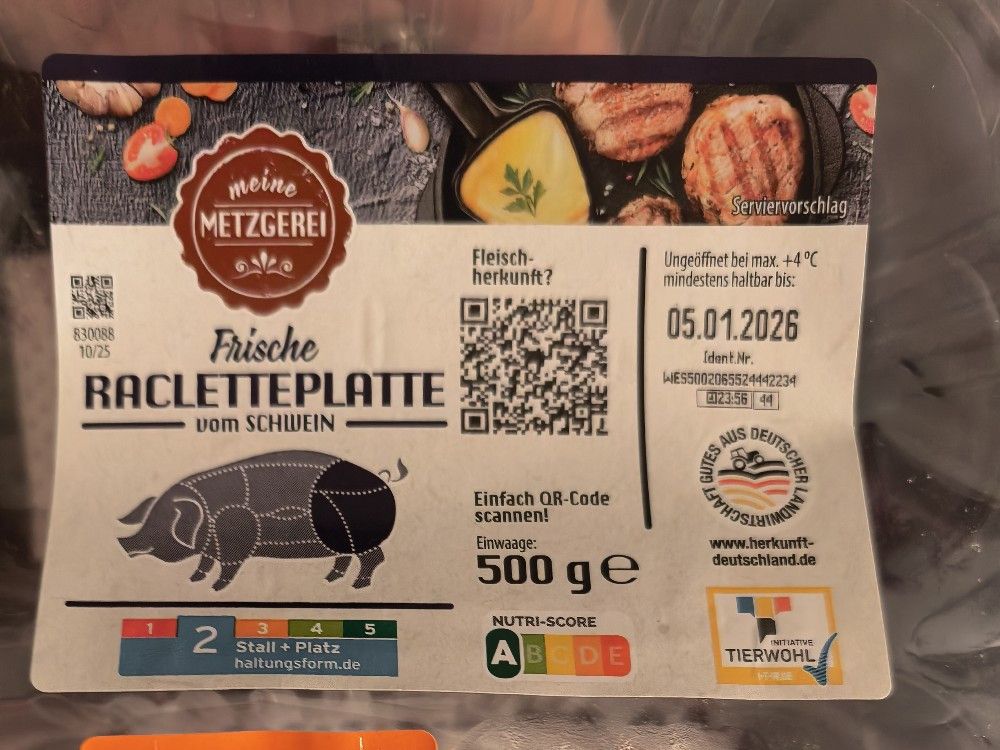 meine
METZGEREI
Serviervorschlag
830088
10/25
Frische
RACLETTEPLATTE
vom SCHWEIN
Fleisch-
herkunft?
Einfach QR-Code
scannen!
Einwaage:
500 g e
Ungeöffnet bei max. +4 °C
mindestens haltbar bis:
05.01.2026
Ident.Nr.
WES5002065524442234
23:56 44
GUTES AUS DEUTSCHER LANDWIRTSCHAFT
www.herkunft-
deutschland.de
1 2 3 4 5
Stall + Platz
haltungsform.de
NUTRI-SCORE
A B C D E
INITIATIVE
TIERWOHL